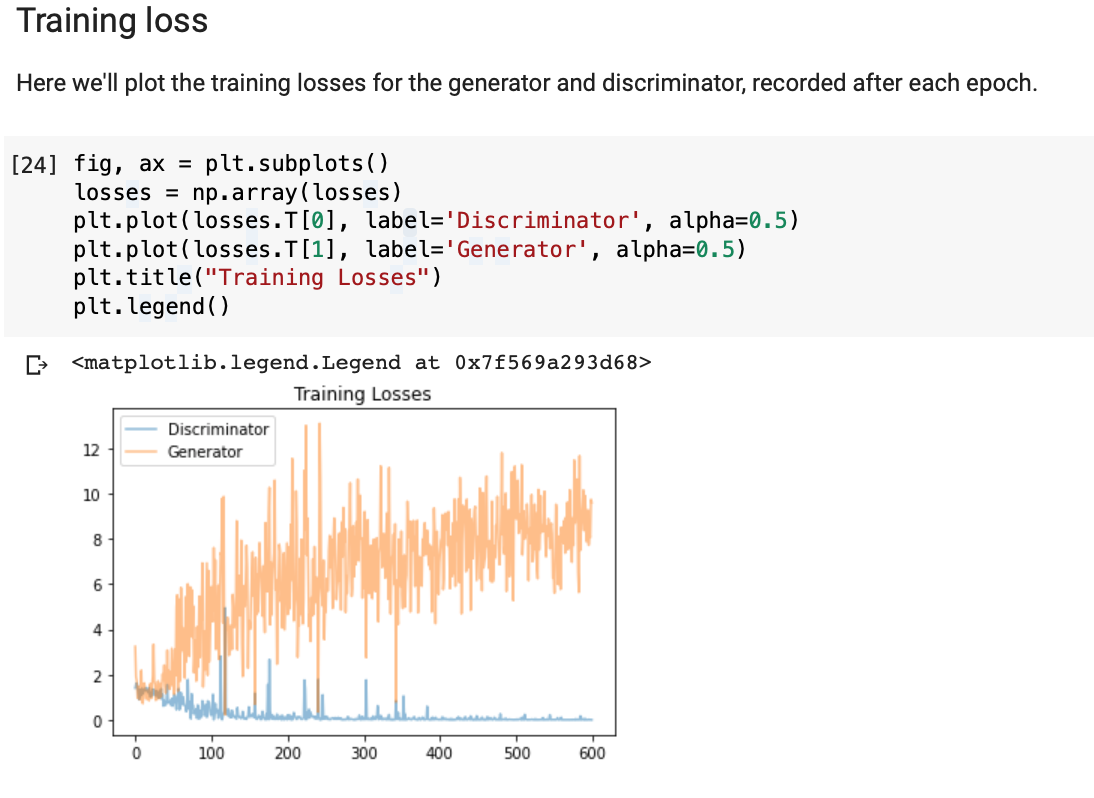 Training loss
Here we'll plot the training losses for the generator and discriminator, recorded after each epoch.
[24] fig, ax = plt.subplots()
losses = np.array(losses)
plt.plot(losses.T[0], label='Discriminator', alpha=0.5)
plt.plot(losses.T[1], label='Generator', alpha=0.5)
plt.title("Training Losses")
plt.legend()
<matplotlib.legend.Legend at 0x7f569a293d68>
Training Losses
Discriminator
Generator
12
10
8
6
4
2
0
0 100 200 300 400 500 600